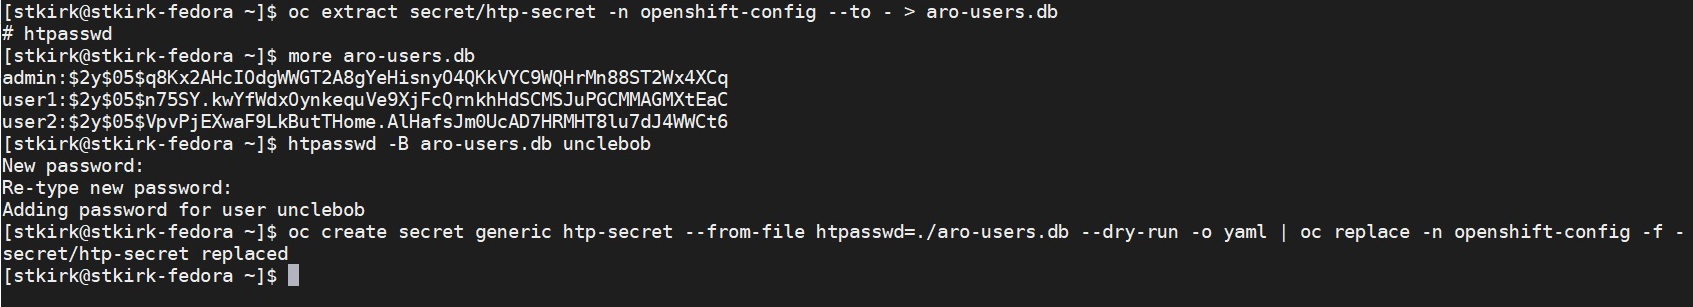 [stkirk@stkirk-fedora ~]$ oc extract secret/htp-secret -n openshift-config --to - > aro-users.db
# htpasswd
[stkirk@stkirk-fedora ~]$ more aro-users.db
admin:$2y$05$q8Kx2AHcIOdgWWGT2A8gYeHisnyO4QKkVYC9WQHrMn88ST2Wx4XCq
user1:$2y$05$n75SY.kwYfWdxOynkequVe9XjFcQrnkhHdSCMSJuPGCMMAGMXtEaC
user2:$2y$05$VpvPjEXwaF9LkButTHome.AlHafsJm0UcAD7HRMHT8lu7dJ4WWCt6
[stkirk@stkirk-fedora ~]$ htpasswd -B aro-users.db unclebob
New password:
Re-type new password:
Adding password for user unclebob
[stkirk@stkirk-fedora ~]$ oc create secret generic htp-secret --from-file htpasswd=./aro-users.db --dry-run -o yaml | oc replace -n openshift-config -f -
secret/htp-secret replaced
[stkirk@stkirk-fedora ~]$